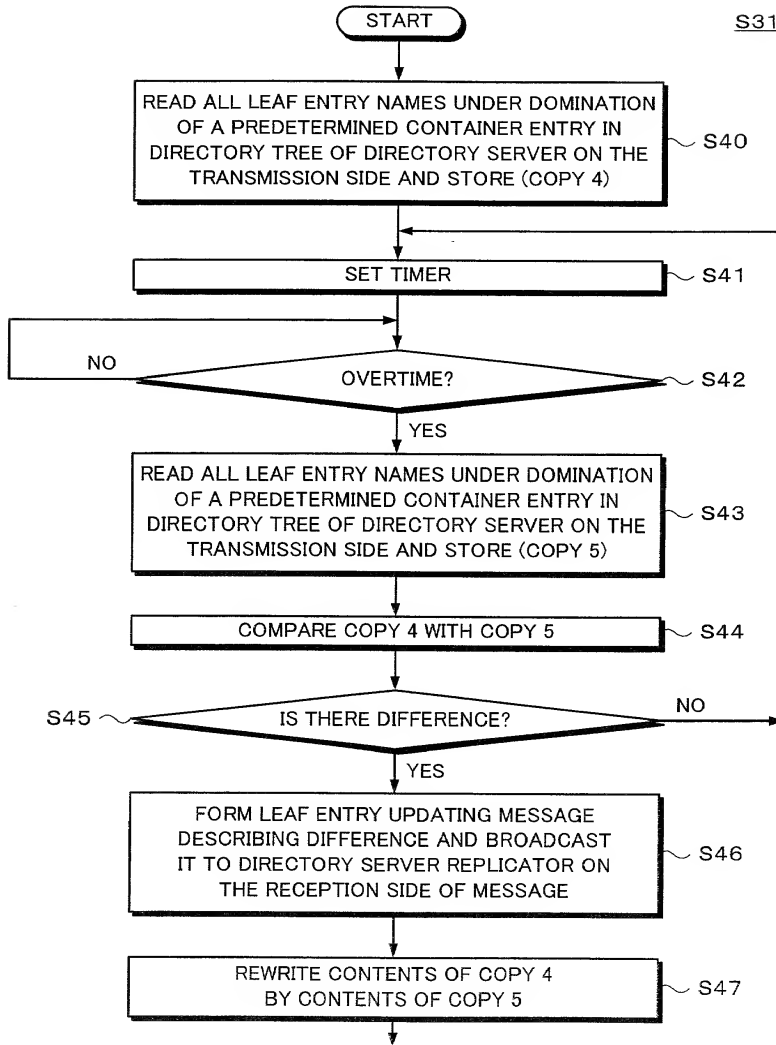 START
S31
READ ALL LEAF ENTRY NAMES UNDER DOMINATION
OF A PREDETERMINED CONTAINER ENTRY IN
DIRECTORY TREE OF DIRECTORY SERVER ON THE
TRANSMISSION SIDE AND STORE (COPY 4)
S40
SET TIMER
S41
NO
OVERTIME?
S42
YES
READ ALL LEAF ENTRY NAMES UNDER DOMINATION
OF A PREDETERMINED CONTAINER ENTRY IN
DIRECTORY TREE OF DIRECTORY SERVER ON THE
TRANSMISSION SIDE AND STORE (COPY 5)
S43
COMPARE COPY 4 WITH COPY 5
S44
S45
IS THERE DIFFERENCE?
NO
YES
FORM LEAF ENTRY UPDATING MESSAGE
DESCRIBING DIFFERENCE AND BROADCAST
IT TO DIRECTORY SERVER REPLICATOR ON
THE RECEPTION SIDE OF MESSAGE
S46
REWRITE CONTENTS OF COPY 4
BY CONTENTS OF COPY 5
S47